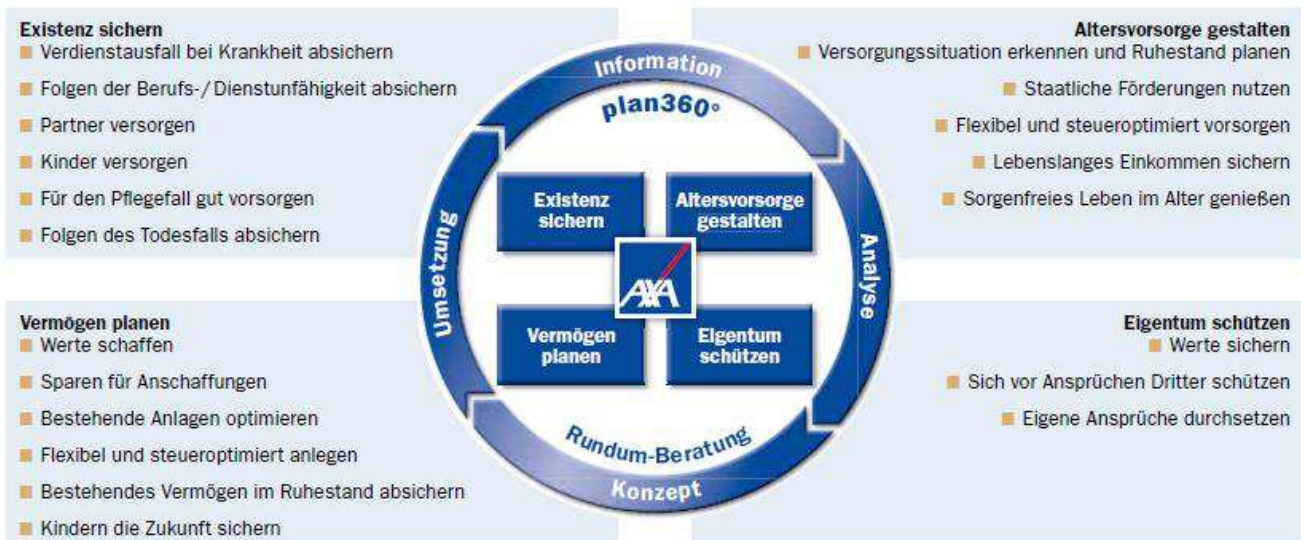 Existenz sichern
Verdienstausfall bei Krankheit absichern
Folgen der Berufs-/Dienstunfähigkeit absichern
Partner versorgen
Kinder versorgen
Für den Pflegefall gut vorsorgen
Folgen des Todesfalls absichern
Altersvorsorge gestalten
Versorgungssituation erkennen und Ruhestand planen
Staatliche Förderungen nutzen
Flexibel und steueroptimiert vorsorgen
Lebenslanges Einkommen sichern
Sorgenfreies Leben im Alter genießen
Information
plan360°
Existenz
sichern
Altersvorsorge
gestalten
Umsetzung
AXA
Analyse
Vermögen
planen
Eigentum
schützen
Rundum-Beratung
Konzept
Vermögen planen
Werte schaffen
Sparen für Anschaffungen
Bestehende Anlagen optimieren
Flexibel und steueroptimiert anlegen
Bestehendes Vermögen im Ruhestand absichern
Kindern die Zukunft sichern
Eigentum schützen
Werte sichern
Sich vor Ansprüchen Dritter schützen
Eigene Ansprüche durchsetzen